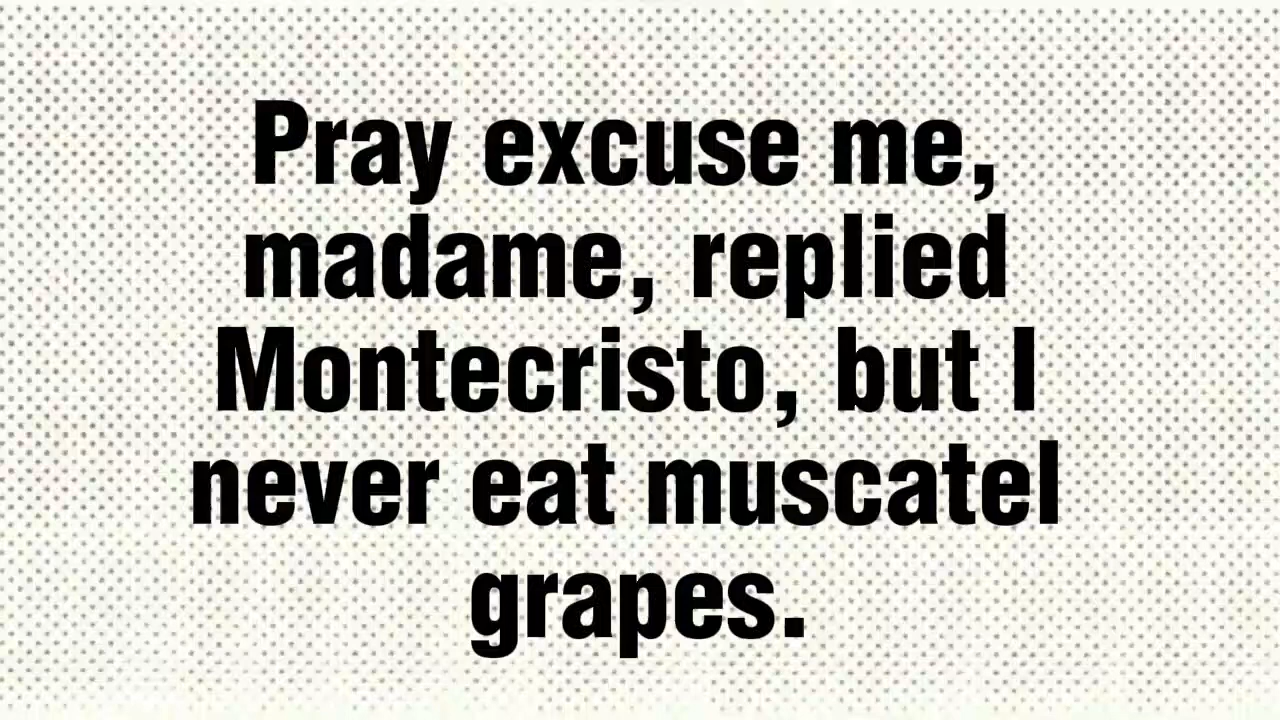 Pray excuse me,
madame, replied
Montecristo, but I
never eat muscatel
grapes.